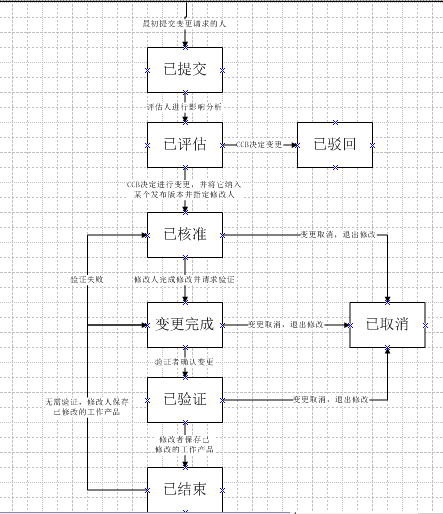 最初提交变更请求的人
已提交
评估人进行影响分析
已评估
CCB决定变更
已驳回
CCB决定进行变更，并将它纳入
某个发布版本并指定修改人
已核准
变更取消，退出修改
验证失败
修改人完成修改并请求验证
变更完成
变更取消，退出修改
已取消
验证者确认变更
已验证
变更取消，退出修改
无需验证，修改人保存
已修改的工作产品
修改者保存已
修改的工作产品
已结束